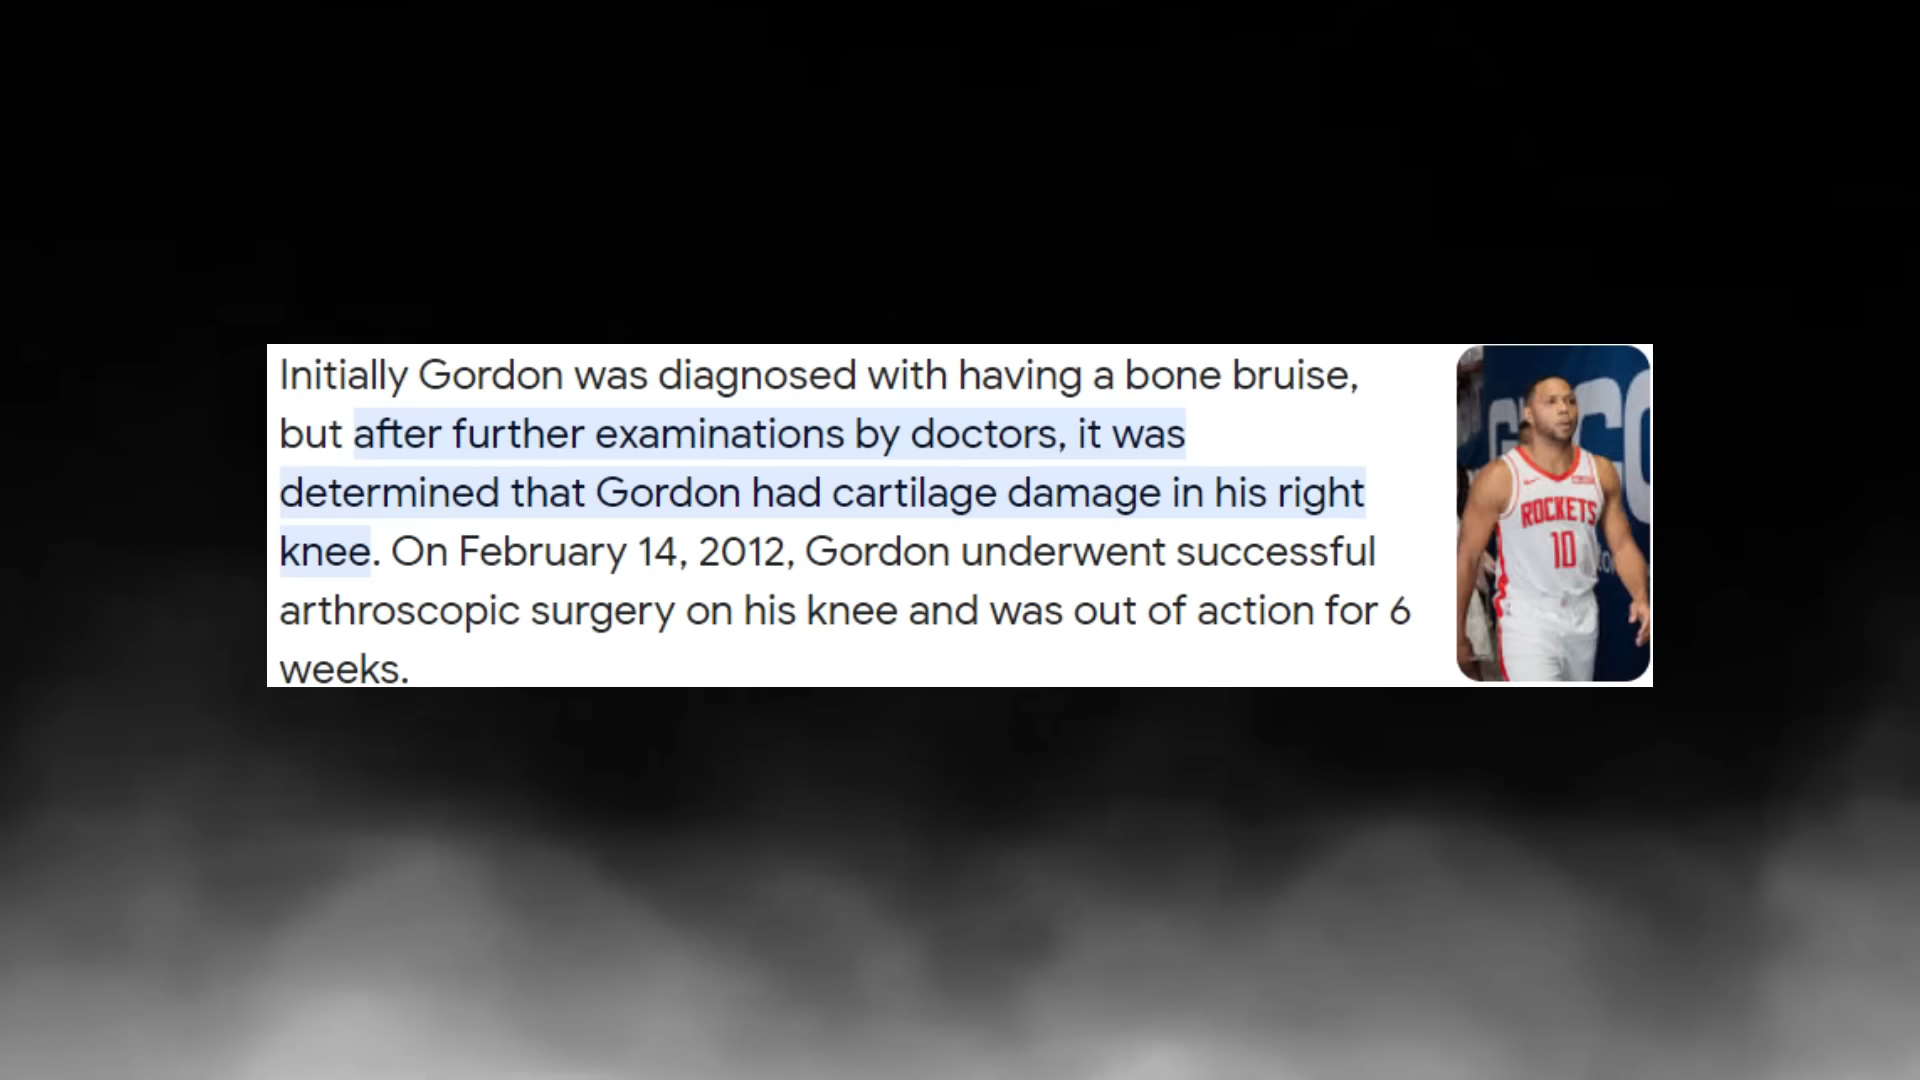 Initially Gordon was diagnosed with having a bone bruise,
but after further examinations by doctors, it was
determined that Gordon had cartilage damage in his right
knee. On February 14, 2012, Gordon underwent successful
arthroscopic surgery on his knee and was out of action for 6
weeks.
ROCKETS
10